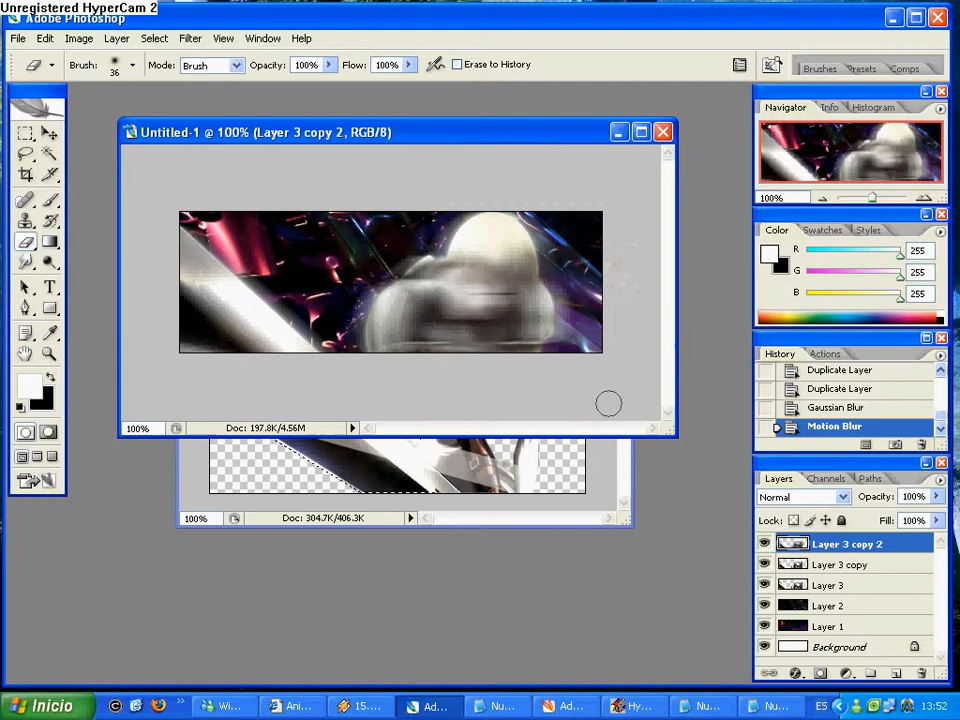 Unregistered HyperCam 2
Adobe Photoshop
File Edit Image Layer Select Filter View Window Help
Brush: 36 Mode: Brush Opacity: 100% Flow: 100% Erase to History
Brushes Presets Comps
Untitled-1 @ 100% (Layer 3 copy 2, RGB/8)
100% Doc: 197.8K/4.56M
100% Doc: 304.7K/406.3K
Navigator Info Histogram
100%
Color Swatches Styles
R 255
G 255
B 255
History Actions
Duplicate Layer
Duplicate Layer
Gaussian Blur
Motion Blur
Layers Channels Paths
Normal Opacity: 100%
Lock: Fill: 100%
Layer 3 copy 2
Layer 3 copy
Layer 3
Layer 2
Layer 1
Background
Inicio Wi... Ani... 15.... Ad... Nu... Ad... Hy... Nu... Nu... ES 13:52